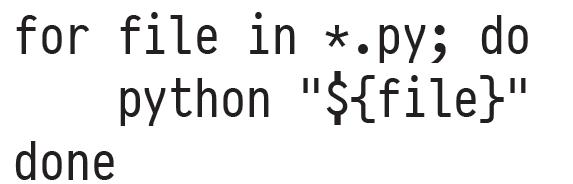 for file in *.py; do
    python "${file}"
done